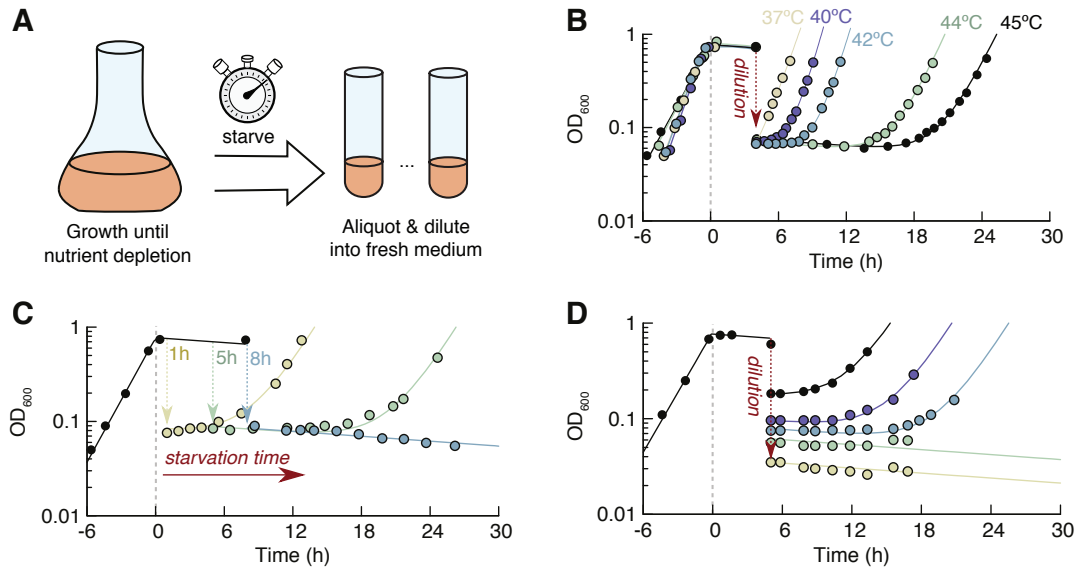 A
starve
Growth until
nutrient depletion
...
Aliquot & dilute
into fresh medium
B
37ºC
40ºC
42ºC
44ºC
45ºC
dilution
OD600
1
0.1
0.01
-6
0
6
12
18
24
30
Time (h)
C
1h
5h
8h
starvation time
OD600
1
0.1
0.01
-6
0
6
12
18
24
30
Time (h)
D
dilution
OD600
1
0.1
0.01
-6
0
6
12
18
24
30
Time (h)